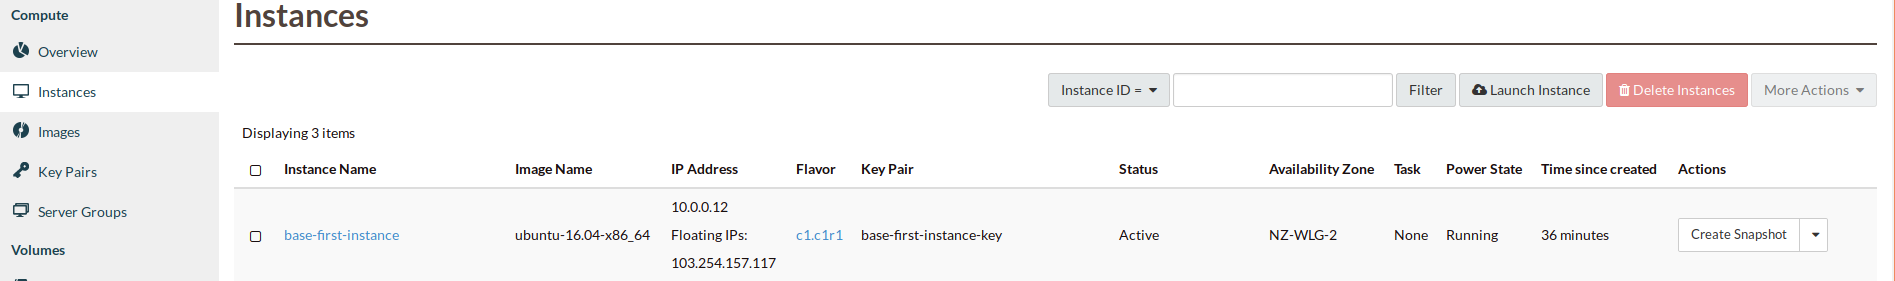 Compute
Overview
Instances
Images
Key Pairs
Server Groups
Volumes
Instances
Instance ID = Filter Launch Instance Delete Instances More Actions
Displaying 3 items
Instance Name Image Name IP Address Flavor Key Pair Status Availability Zone Task Power State Time since created Actions
base-first-instance ubuntu-16.04-x86_64 10.0.0.12 Floating IPs: 103.254.157.117 c1.c1r1 base-first-instance-key Active NZ-WLG-2 None Running 36 minutes Create Snapshot